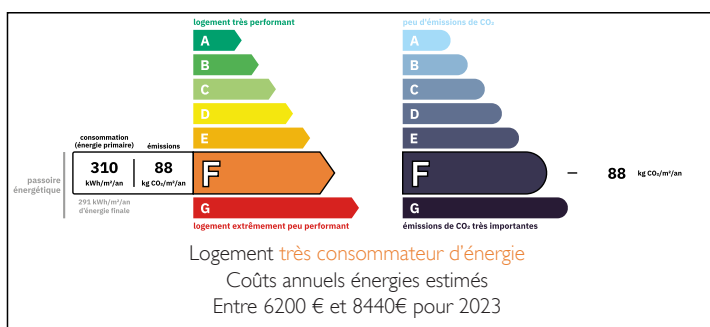 logement très performant
A
B
C
D
E
consommation
(énergie primaire)
émissions
passoire
énergétique
310
kWh/m²/an
88
kg CO₂/m²/an
F
291 kWh/m²/an
d'énergie finale
G
logement extrêmement peu performant
peu d'émissions de CO₂
A
B
C
D
E
F
88 kg CO₂/m²/an
G
émissions de CO₂ très importantes
Logement très consommateur d'énergie
Coûts annuels énergies estimés
Entre 6200 € et 8440€ pour 2023